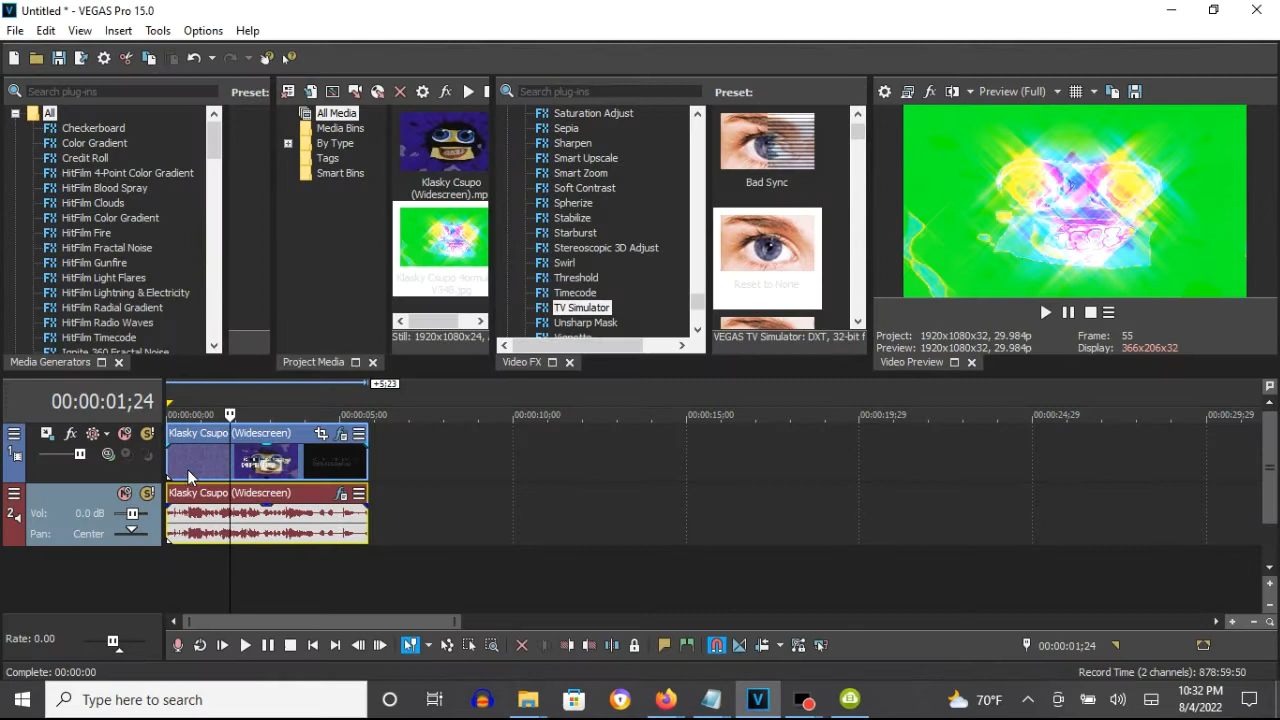 Untitled * - VEGAS Pro 15.0
File Edit View Insert Tools Options Help
Search plug-ins
Preset:
All
Checkerboard
Color Gradient
Credit Roll
HitFilm 4-Point Color Gradient
HitFilm Blood Spray
HitFilm Clouds
HitFilm Color Gradient
HitFilm Fire
HitFilm Fractal Noise
HitFilm Gunfire
HitFilm Light Flares
HitFilm Lightning & Electricity
HitFilm Radial Gradient
HitFilm Radio Waves
HitFilm Timecode
Ignite 360 Fractal Noise
Media Generators
All Media
Media Bins
By Type
Tags
Smart Bins
Klasky Csupo
(Widescreen).mp
Klasky Csupo 4ormul
V340.jpg
Still: 1920x1080x24,
Project Media
Search plug-ins
Preset:
Saturation Adjust
Sepia
Sharpen
Smart Upscale
Smart Zoom
Soft Contrast
Spherize
Stabilize
Starburst
Stereoscopic 3D Adjust
Swirl
Threshold
Timecode
TV Simulator
Unsharp Mask
Vignette
Bad Sync
Reset to None
VEGAS TV Simulator: DXT, 32-bit f
Video FX
Preview (Full)
Project: 1920x1080x32, 29.984p
Frame: 55
Preview: 1920x1080x32, 29.984p
Display: 366x206x32
Video Preview
00:00:01;24
+5;23
00:00:00;00 00:00:05;00 00:00:10;00 00:00:15;00 00:00:19;29 00:00:24;29 00:00:29;29
1
Klasky Csupo (Widescreen)
2
Vol: 0.0 dB
Pan: Center
Klasky Csupo (Widescreen)
Rate: 0.00
00:00:01;24
Complete: 00:00:00
Record Time (2 channels): 878:59:50
Type here to search
70°F
10:32 PM
8/4/2022